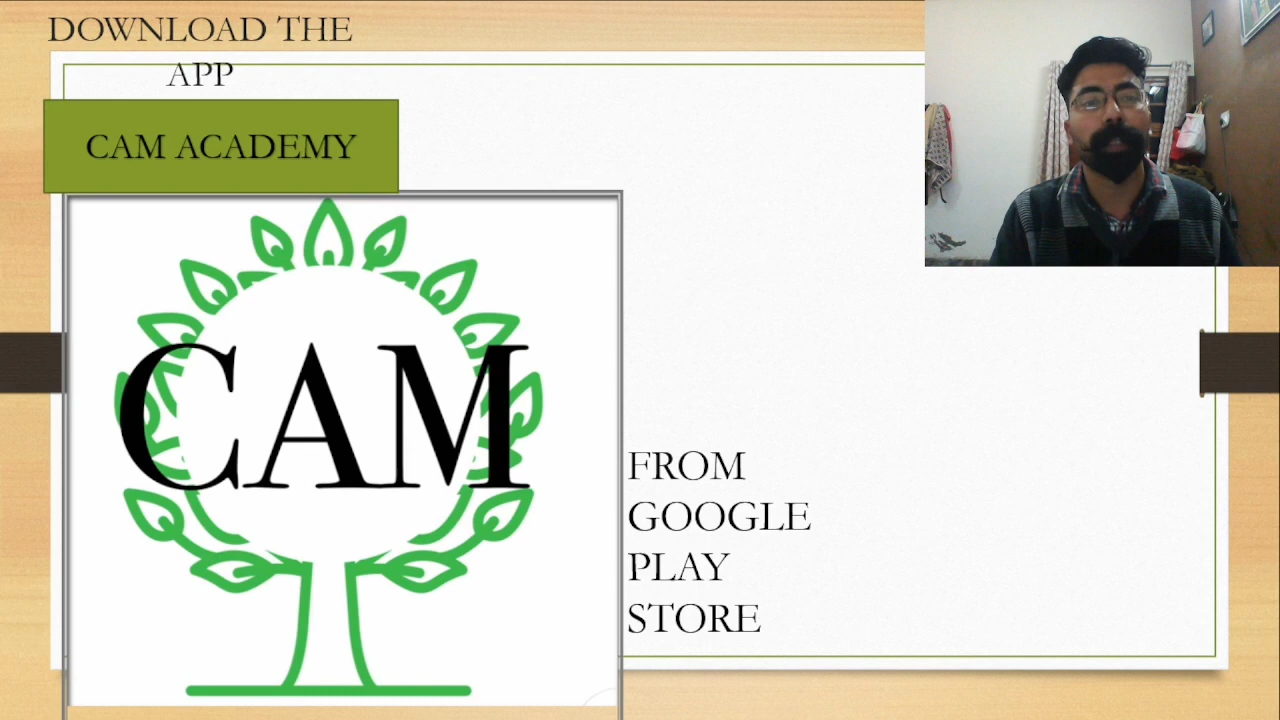 DOWNLOAD THE
APP
CAM ACADEMY
CAM
FROM
GOOGLE
PLAY
STORE